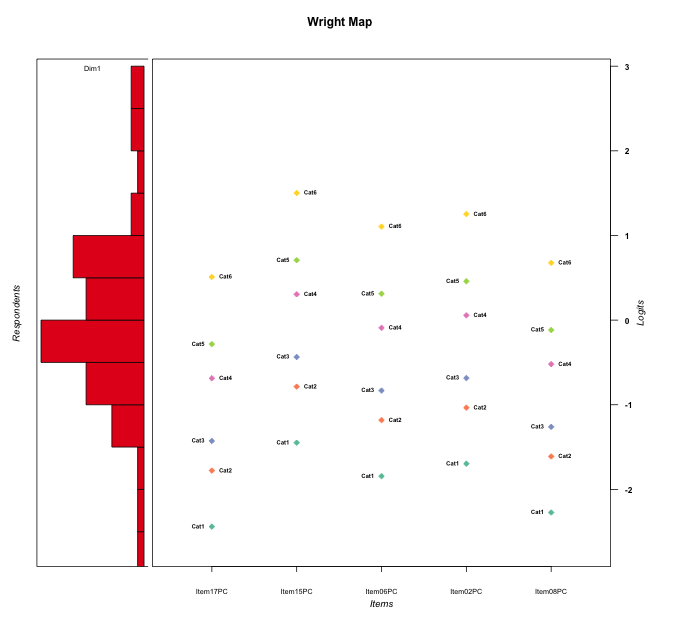 Wright Map
Dim1
3
2
1
0
-1
-2
Respondents
Logits
Cat6
Cat6
Cat6
Cat5
Cat6
Cat6
Cat5
Cat4
Cat5
Cat4
Cat5
Cat4
Cat5
Cat3
Cat4
Cat4
Cat3
Cat2
Cat3
Cat2
Cat2
Cat3
Cat3
Cat1
Cat2
Cat1
Cat2
Cat1
Cat1
Cat1
Item17PC Item15PC Item06PC Item02PC Item08PC
Items